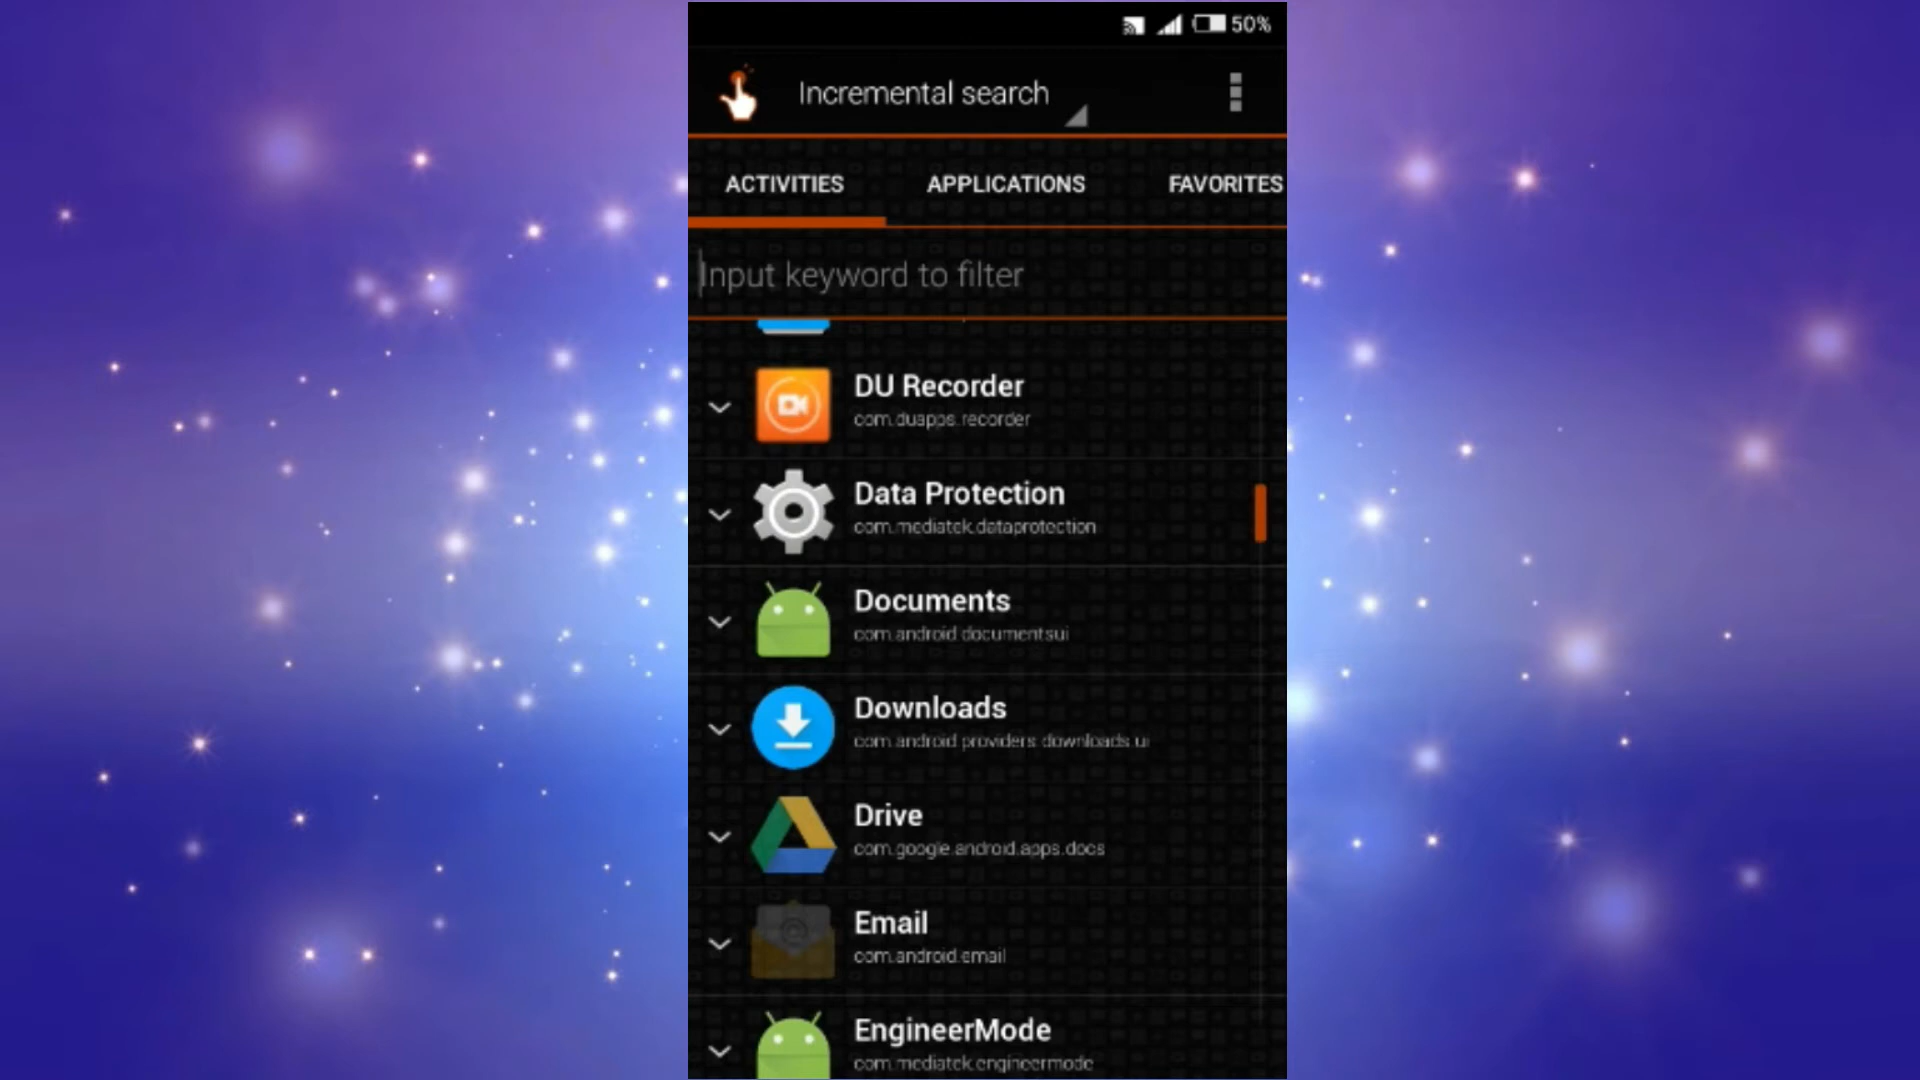 50%
Incremental search
ACTIVITIES APPLICATIONS FAVORITES
Input keyword to filter
DU Recorder
com.duapps.recorder
Data Protection
com.mediatek.dataprotection
Documents
com.android.documentsui
Downloads
com.android.providers.downloads.ui
Drive
com.google.android.apps.docs
Email
com.android.email
EngineerMode
com.mediatek.engineermode